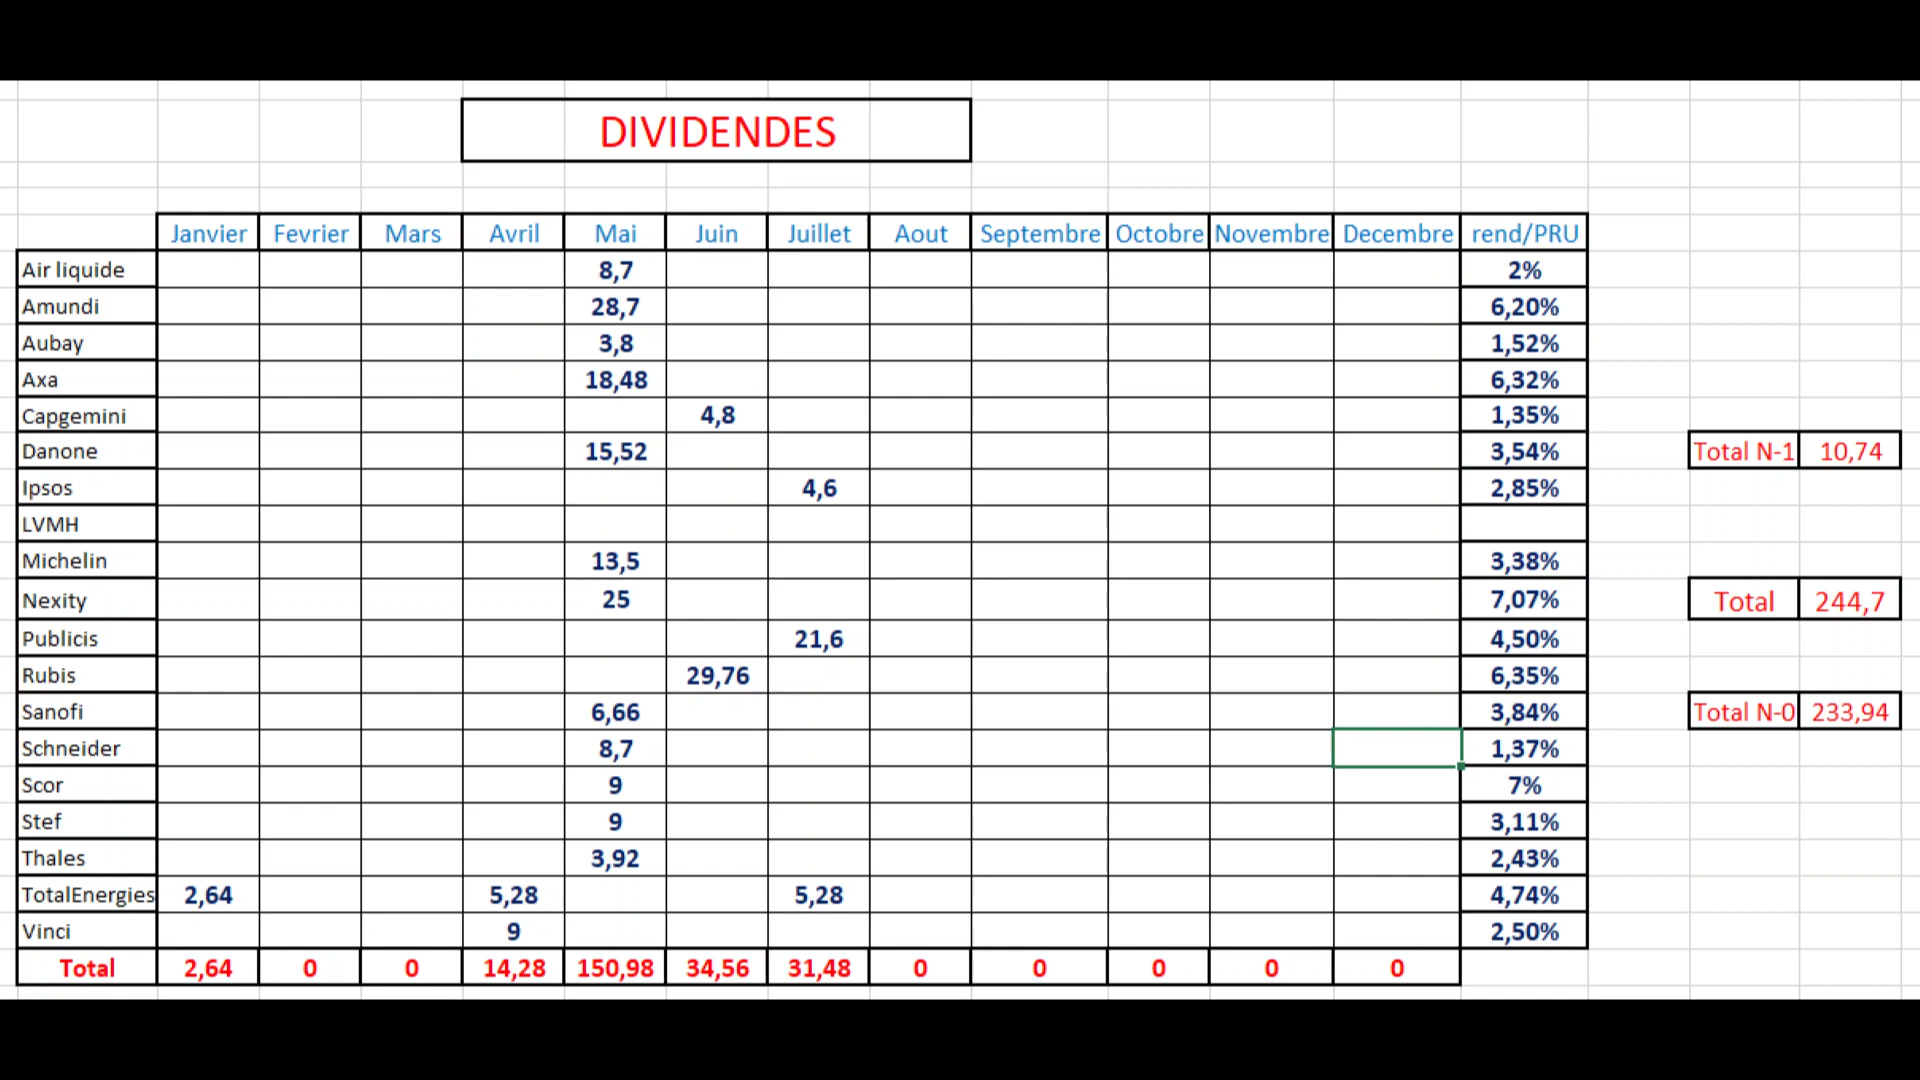 DIVIDENDES
Janvier Fevrier Mars Avril Mai Juin Juillet Aout Septembre Octobre Novembre Decembre rend/PRU
Air liquide 8,7 2%
Amundi 28,7 6,20%
Aubay 3,8 1,52%
Axa 18,48 6,32%
Capgemini 4,8 1,35%
Danone 15,52 3,54% Total N-1 10,74
Ipsos 4,6 2,85%
LVMH
Michelin 13,5 3,38%
Nexity 25 7,07% Total 244,7
Publicis 21,6 4,50%
Rubis 29,76 6,35%
Sanofi 6,66 3,84% Total N-0 233,94
Schneider 8,7 1,37%
Scor 9 7%
Stef 9 3,11%
Thales 3,92 2,43%
TotalEnergies 2,64 5,28 5,28 4,74%
Vinci 9 2,50%
Total 2,64 0 0 14,28 150,98 34,56 31,48 0 0 0 0 0